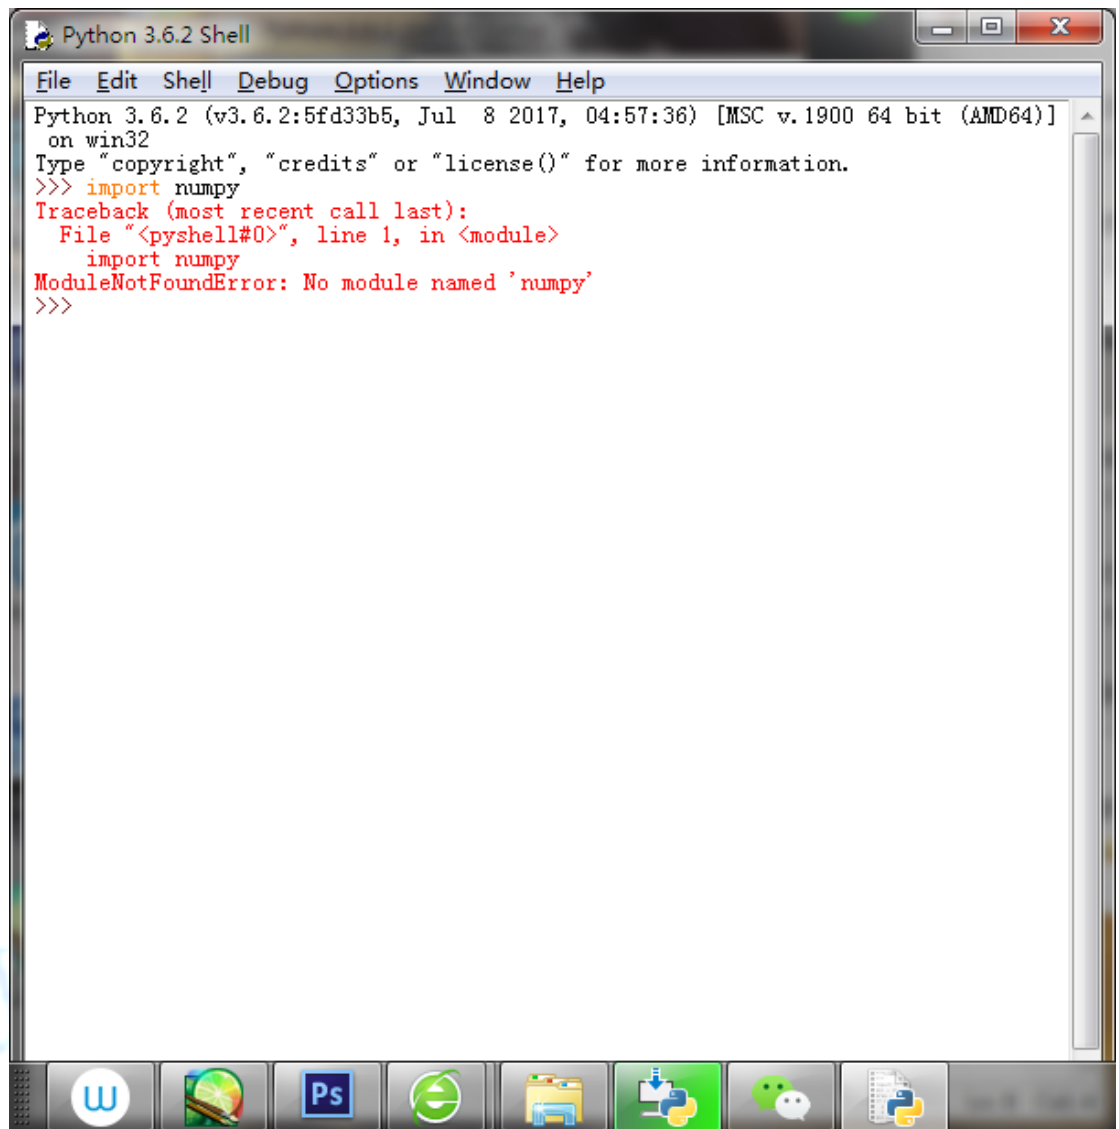 Python 3.6.2 Shell
File Edit Shell Debug Options Window Help
Python 3.6.2 (v3.6.2:5fd33b5, Jul  8 2017, 04:57:36) [MSC v.1900 64 bit (AMD64)]
 on win32
Type "copyright", "credits" or "license()" for more information.
>>> import numpy
Traceback (most recent call last):
  File "<pyshell#0>", line 1, in <module>
    import numpy
ModuleNotFoundError: No module named 'numpy'
>>>
Ps